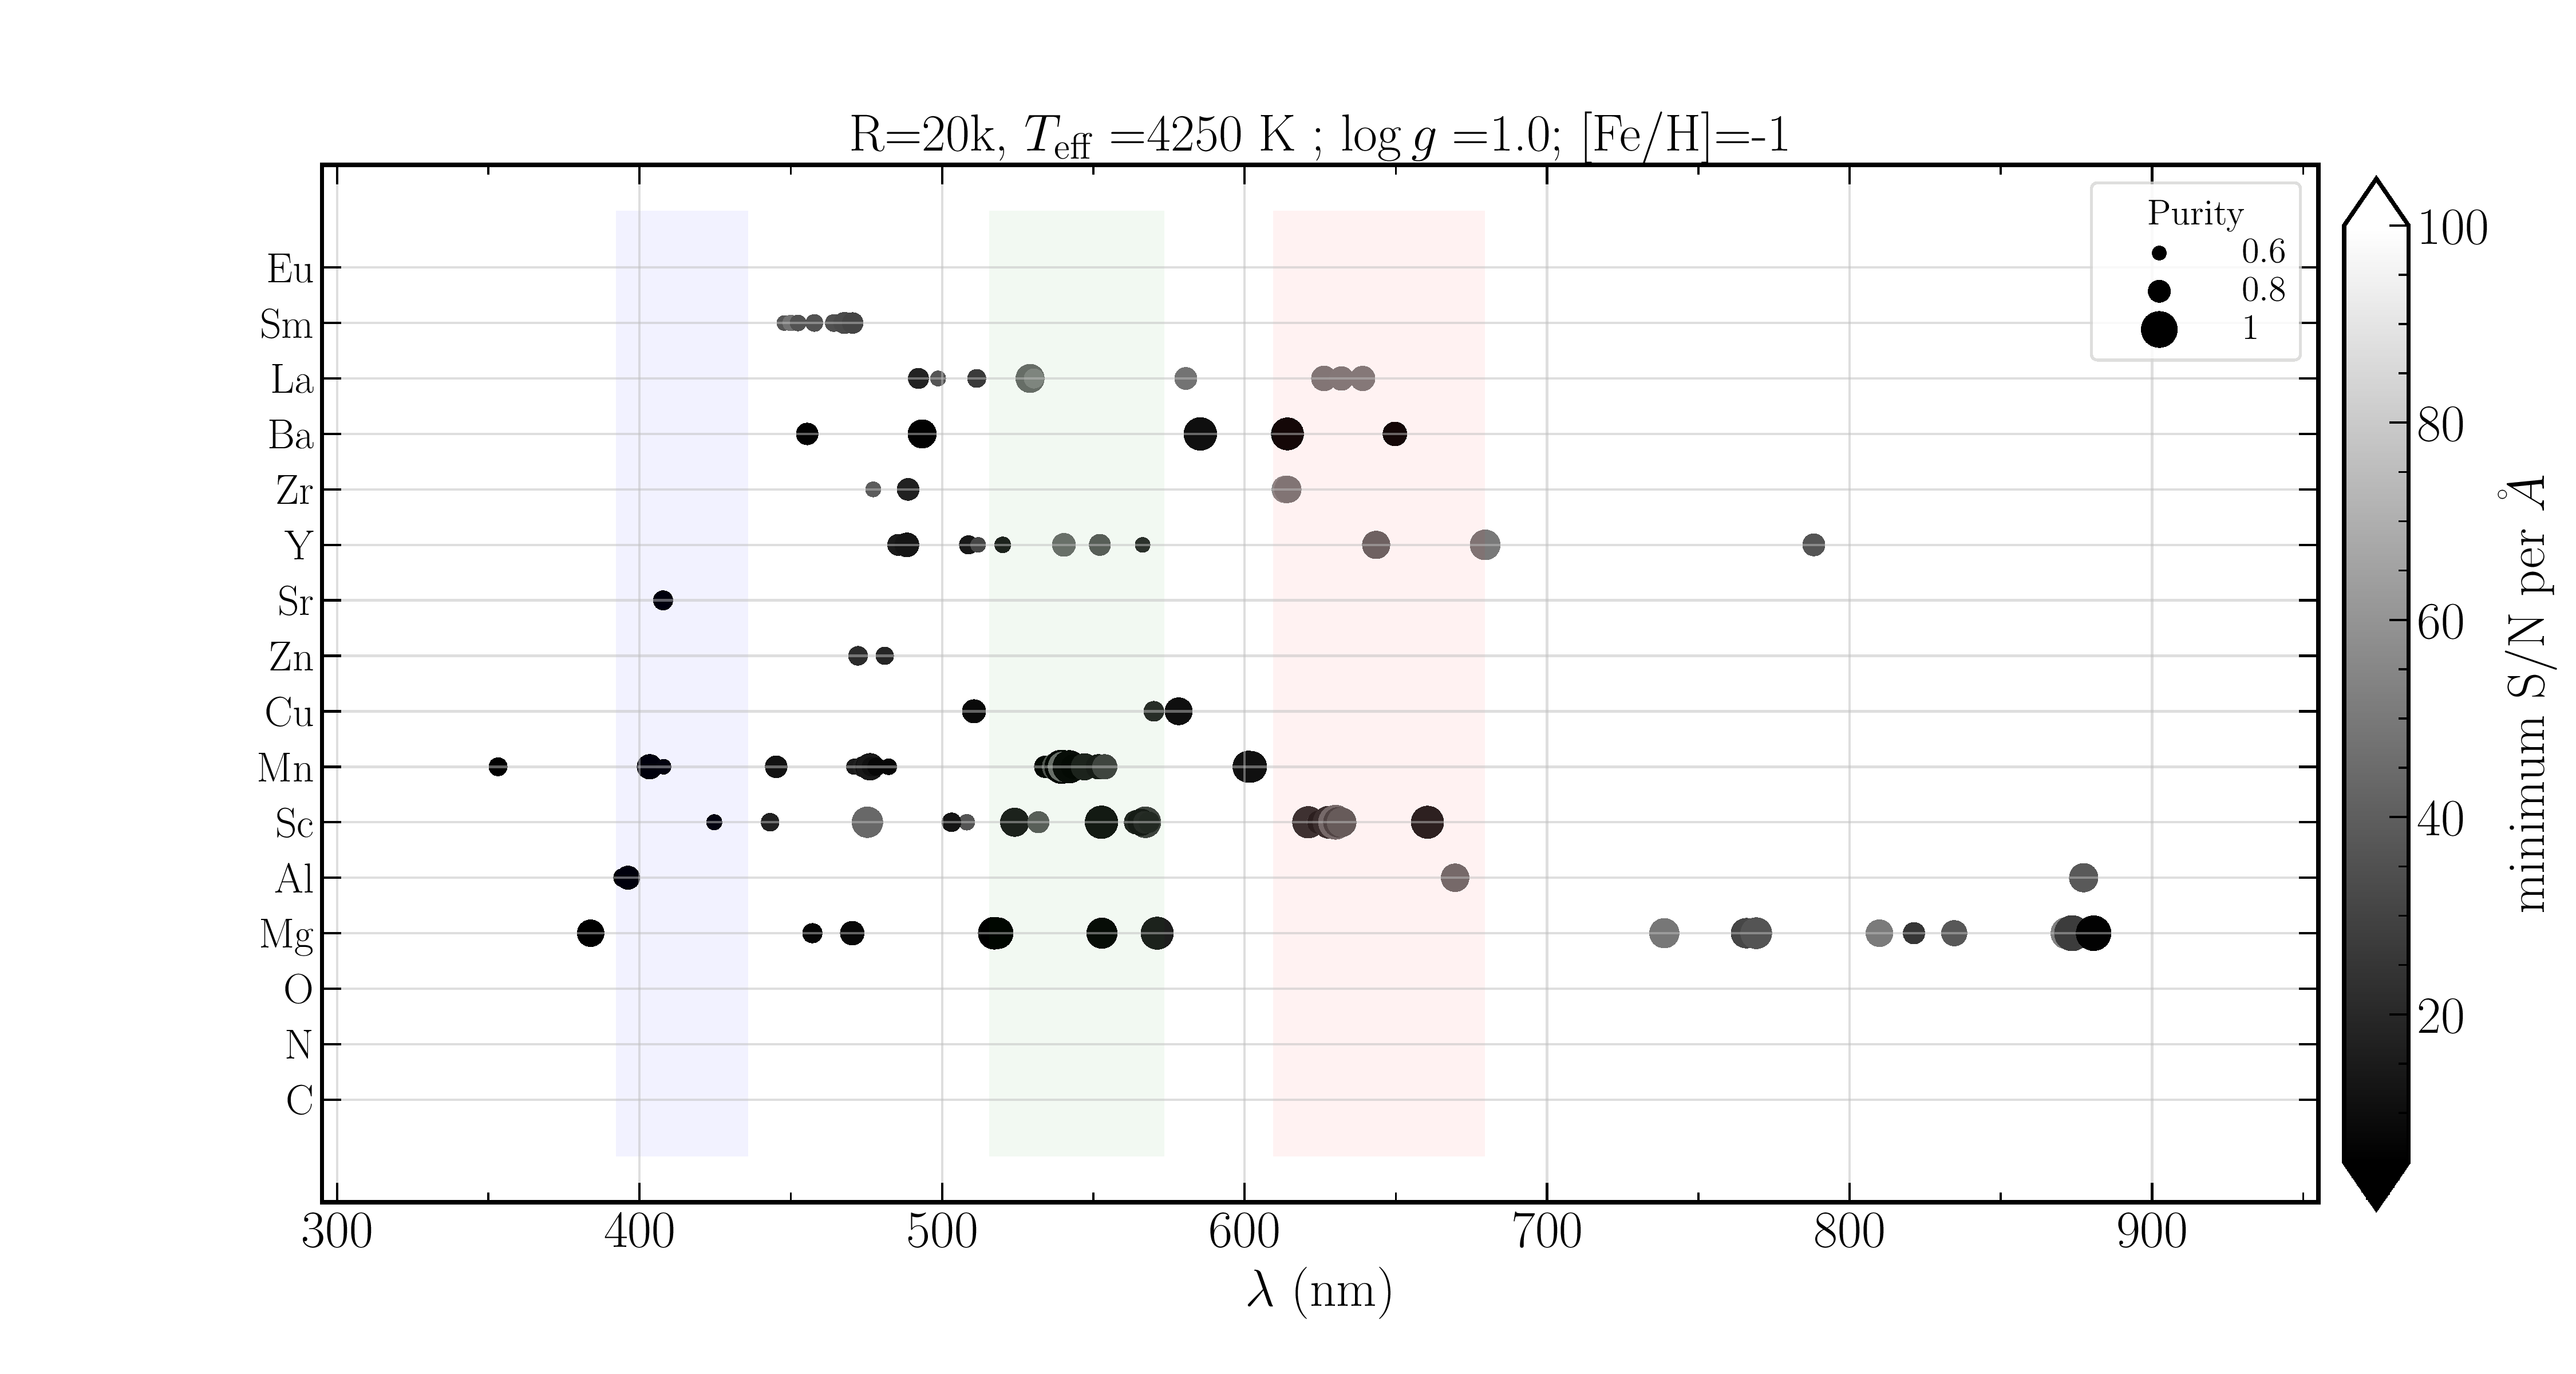 R=20k, T_eff =4250 K ; log g =1.0; [Fe/H]=-1
Purity
0.6
0.8
1
Eu
Sm
La
Ba
Zr
Y
Sr
Zn
Cu
Mn
Sc
Al
Mg
O
N
C
300 400 500 600 700 800 900
λ (nm)
100
80
60
40
20
minimum S/N per Å